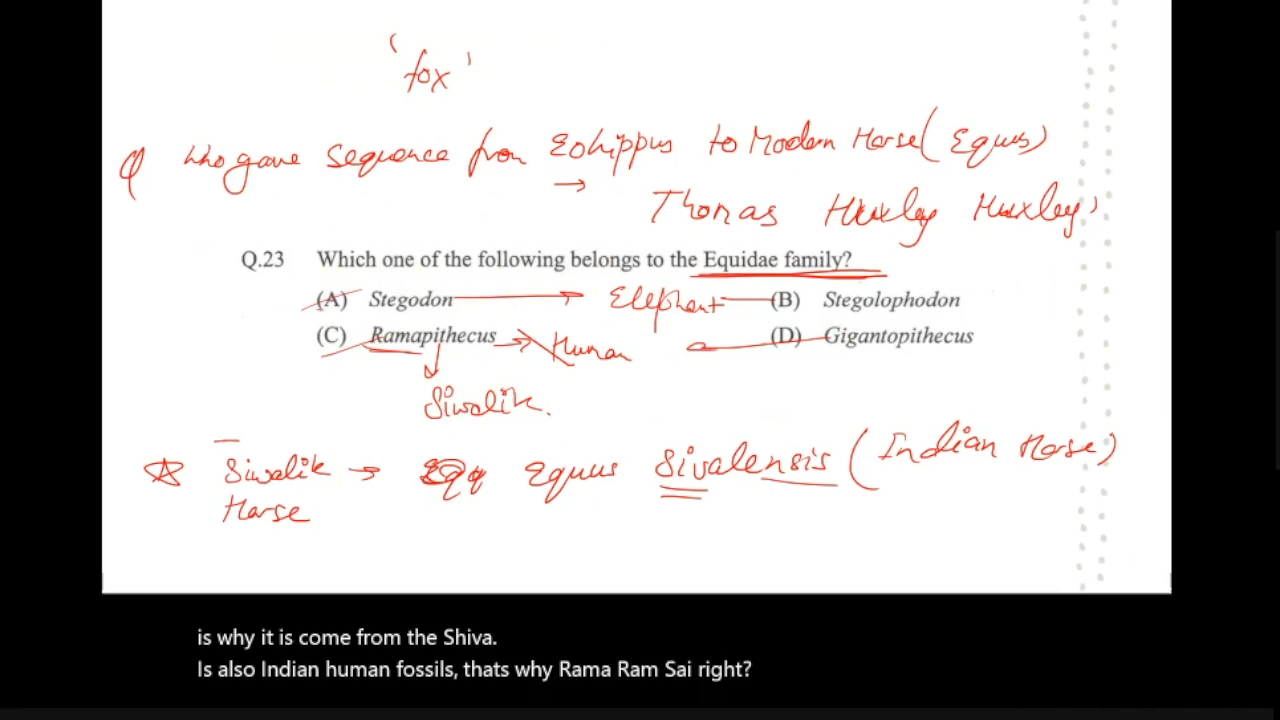 'fox'
Q who gave sequence from Eohippus to Modern Horse (Equus)
→ Thomas Huxley Huxley'
Q.23 Which one of the following belongs to the Equidae family?
(A) Stegodon → Elephant (B) Stegolophodon
(C) Ramapithecus → Human (D) Gigantopithecus
Siwalik.
☆ Siwalik → Equus Sivalensis (Indian Horse)
Horse
is why it is come from the Shiva.
Is also Indian human fossils, thats why Rama Ram Sai right?